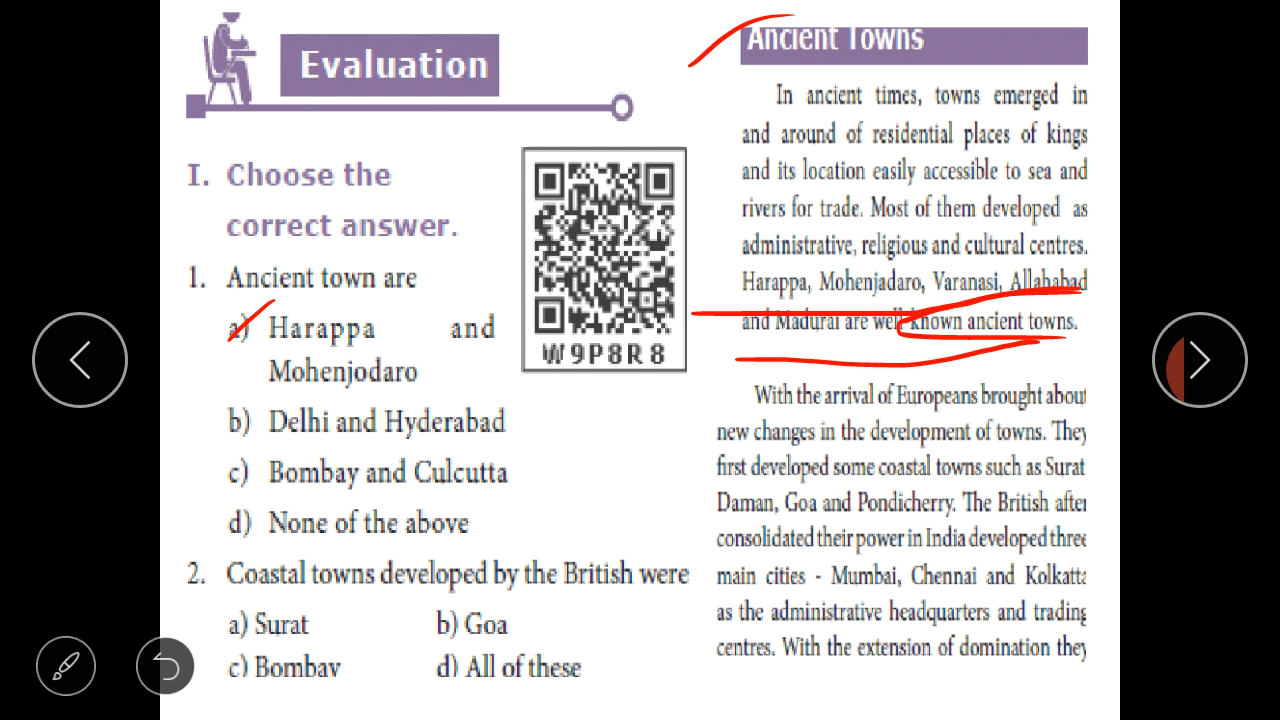 Evaluation
I. Choose the
correct answer.
1. Ancient town are
a) Harappa and
Mohenjodaro
b) Delhi and Hyderabad
c) Bombay and Culcutta
d) None of the above
2. Coastal towns developed by the British were
a) Surat b) Goa
c) Bombay d) All of these
W9P8R8
Ancient Towns
In ancient times, towns emerged in
and around of residential places of kings
and its location easily accessible to sea and
rivers for trade. Most of them developed as
administrative, religious and cultural centres.
Harappa, Mohenjadaro, Varanasi, Allahabad
and Madurai are well-known ancient towns.
With the arrival of Europeans brought about
new changes in the development of towns. They
first developed some coastal towns such as Surat
Daman, Goa and Pondicherry. The British after
consolidated their power in India developed three
main cities - Mumbai, Chennai and Kolkatta
as the administrative headquarters and trading
centres. With the extension of domination they